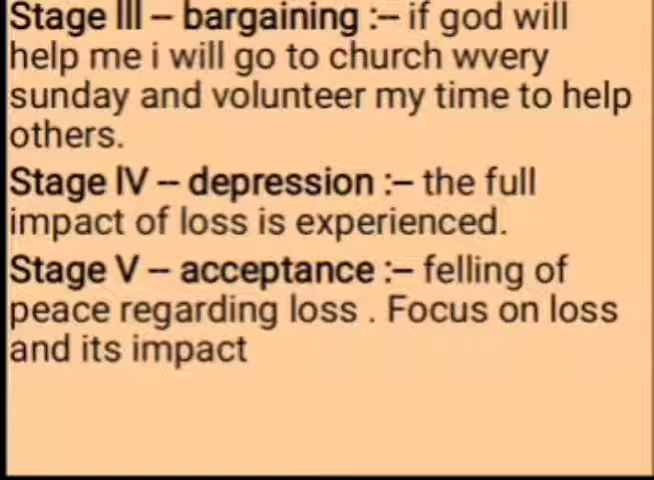 Stage III – bargaining :– if god will
help me i will go to church wvery
sunday and volunteer my time to help
others.
Stage IV – depression :– the full
impact of loss is experienced.
Stage V – acceptance :– felling of
peace regarding loss . Focus on loss
and its impact